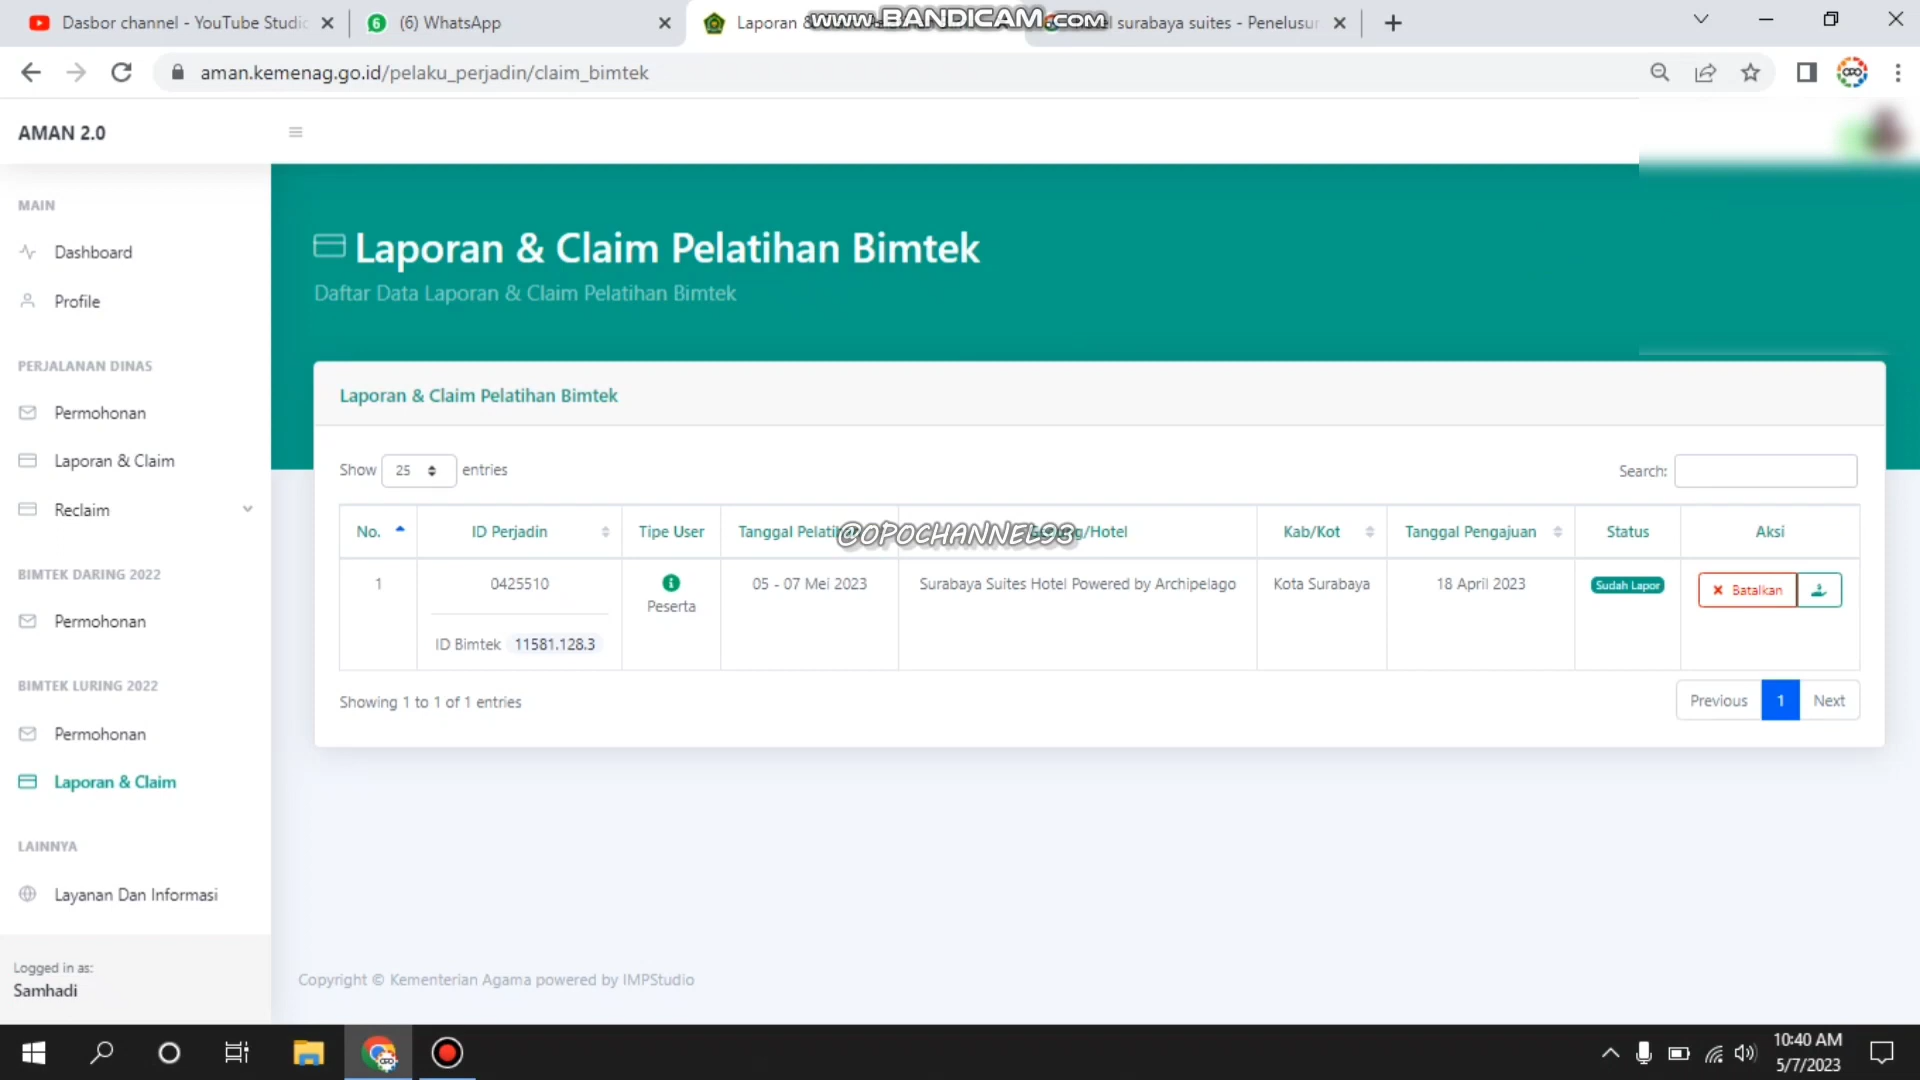 Dasbor channel - YouTube Studio
(6) WhatsApp
Laporan &
www.BANDICAM.com
surabaya suites - Penelusur
aman.kemenag.go.id/pelaku_perjadin/claim_bimtek
AMAN 2.0
MAIN
Dashboard
Profile
PERJALANAN DINAS
Permohonan
Laporan & Claim
Reclaim
BIMTEK DARING 2022
Permohonan
BIMTEK LURING 2022
Permohonan
Laporan & Claim
LAINNYA
Layanan Dan Informasi
Logged in as:
Samhadi
Laporan & Claim Pelatihan Bimtek
Daftar Data Laporan & Claim Pelatihan Bimtek
Laporan & Claim Pelatihan Bimtek
Show 25 entries
Search:
No. ID Perjadin Tipe User Tanggal /Hotel Kab/Kot Tanggal Pengajuan Status Aksi
@OPOCHANNEL93
1 0425510 Peserta 05 - 07 Mei 2023 Surabaya Suites Hotel Powered by Archipelago Kota Surabaya 18 April 2023 Sudah Lapor Batalkan
ID Bimtek 11581.128.3
Showing 1 to 1 of 1 entries
Previous 1 Next
Copyright © Kementerian Agama powered by IMPStudio
10:40 AM
5/7/2023